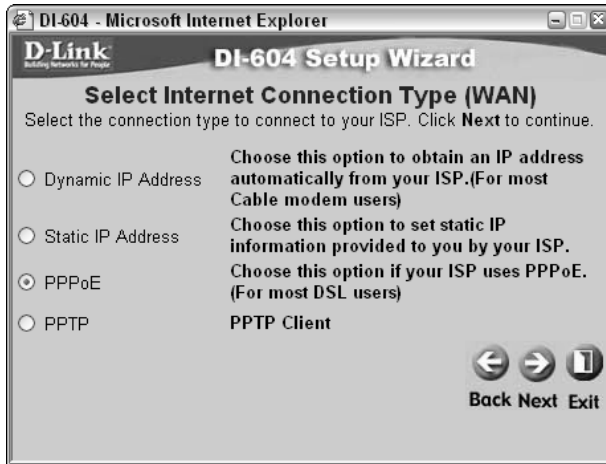 DI-604 - Microsoft Internet Explorer
D-Link
Building Networks for People
DI-604 Setup Wizard
Select Internet Connection Type (WAN)
Select the connection type to connect to your ISP. Click Next to continue.
Dynamic IP Address
Choose this option to obtain an IP address
automatically from your ISP.(For most
Cable modem users)
Static IP Address
Choose this option to set static IP
information provided to you by your ISP.
PPPoE
Choose this option if your ISP uses PPPoE.
(For most DSL users)
PPTP
PPTP Client
Back Next Exit